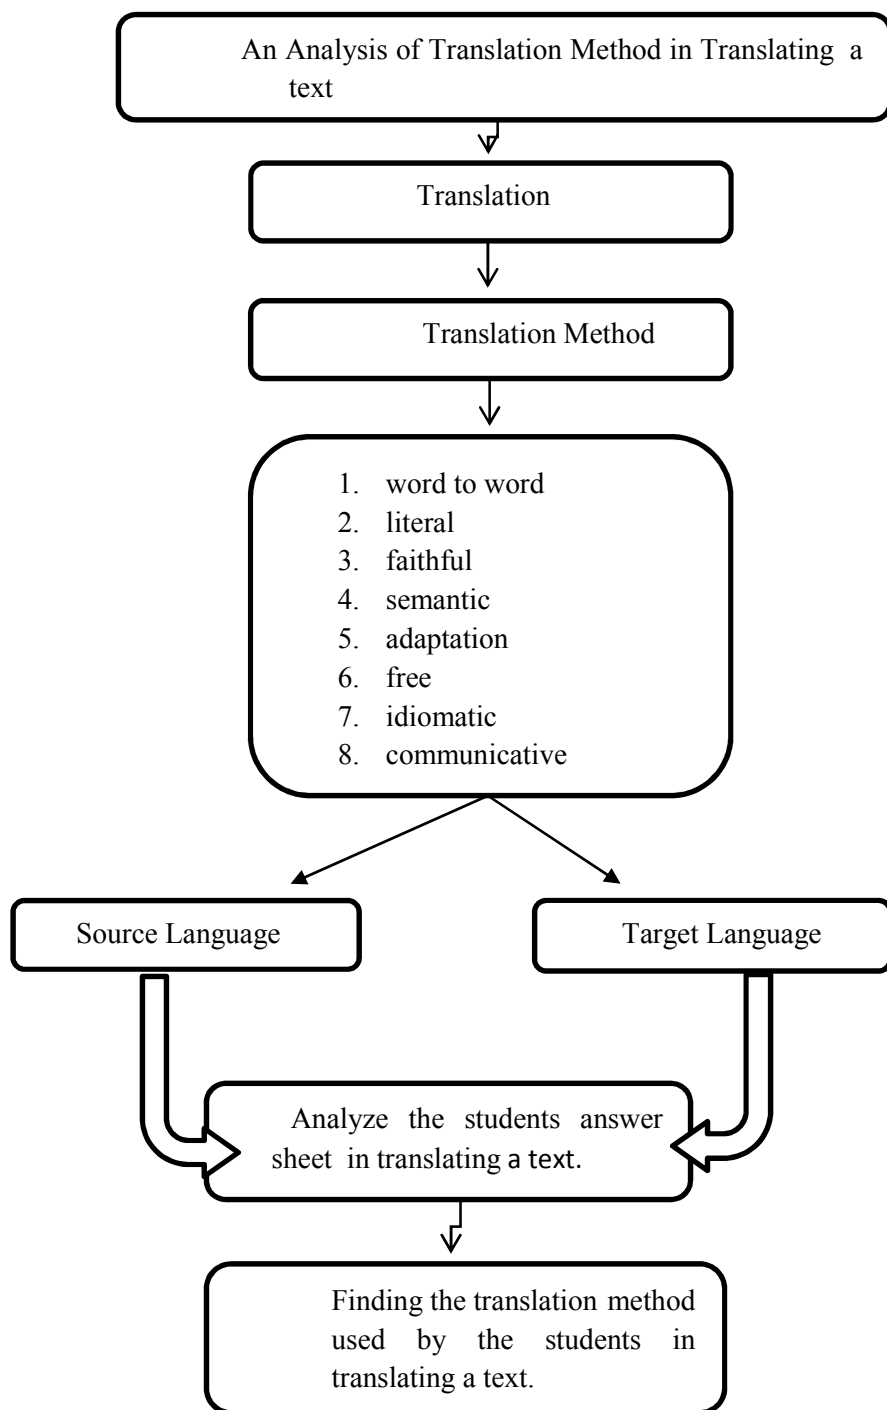 An Analysis of Translation Method in Translating a
text
Translation
Translation Method
1. word to word
2. literal
3. faithful
4. semantic
5. adaptation
6. free
7. idiomatic
8. communicative
Source Language
Target Language
Analyze the students answer
sheet in translating a text.
Finding the translation method
used by the students in
translating a text.